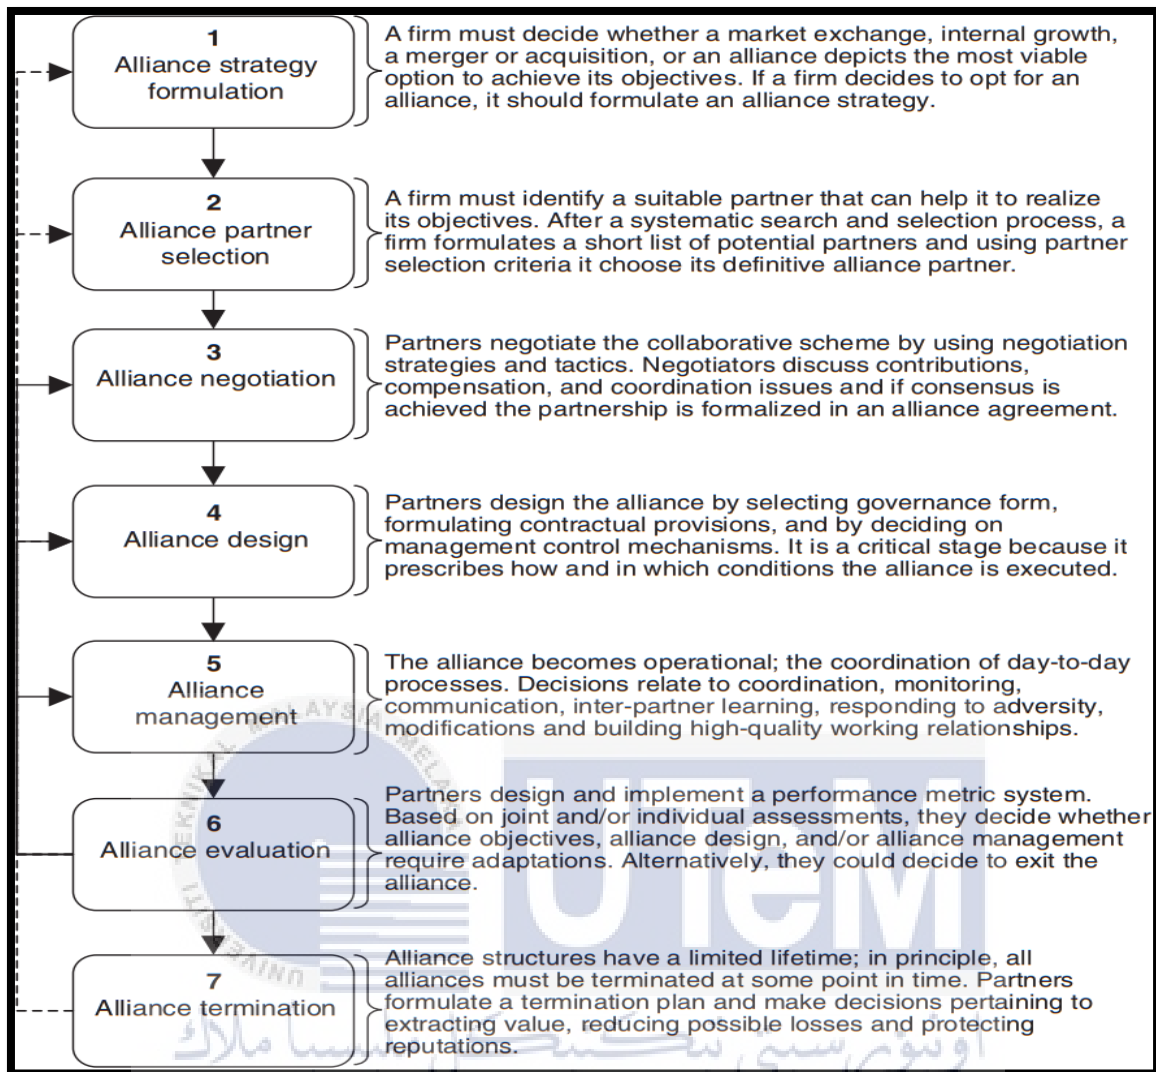 1
Alliance strategy
formulation
A firm must decide whether a market exchange, internal growth,
a merger or acquisition, or an alliance depicts the most viable
option to achieve its objectives. If a firm decides to opt for an
alliance, it should formulate an alliance strategy.
2
Alliance partner
selection
A firm must identify a suitable partner that can help it to realize
its objectives. After a systematic search and selection process, a
firm formulates a short list of potential partners and using partner
selection criteria it choose its definitive alliance partner.
3
Alliance negotiation
Partners negotiate the collaborative scheme by using negotiation
strategies and tactics. Negotiators discuss contributions,
compensation, and coordination issues and if consensus is
achieved the partnership is formalized in an alliance agreement.
4
Alliance design
Partners design the alliance by selecting governance form,
formulating contractual provisions, and by deciding on
management control mechanisms. It is a critical stage because it
prescribes how and in which conditions the alliance is executed.
5
Alliance
management
The alliance becomes operational; the coordination of day-to-day
processes. Decisions relate to coordination, monitoring,
communication, inter-partner learning, responding to adversity,
modifications and building high-quality working relationships.
6
Alliance evaluation
Partners design and implement a performance metric system.
Based on joint and/or individual assessments, they decide whether
alliance objectives, alliance design, and/or alliance management
require adaptations. Alternatively, they could decide to exit the
alliance.
7
Alliance termination
Alliance structures have a limited lifetime; in principle, all
alliances must be terminated at some point in time. Partners
formulate a termination plan and make decisions pertaining to
extracting value, reducing possible losses and protecting
reputations.
UNIVERSITI TEKNIKAL MALAYSIA MELAKA
UTeM
اونيۏرسيتي تيكنيكل مليسيا ملاك